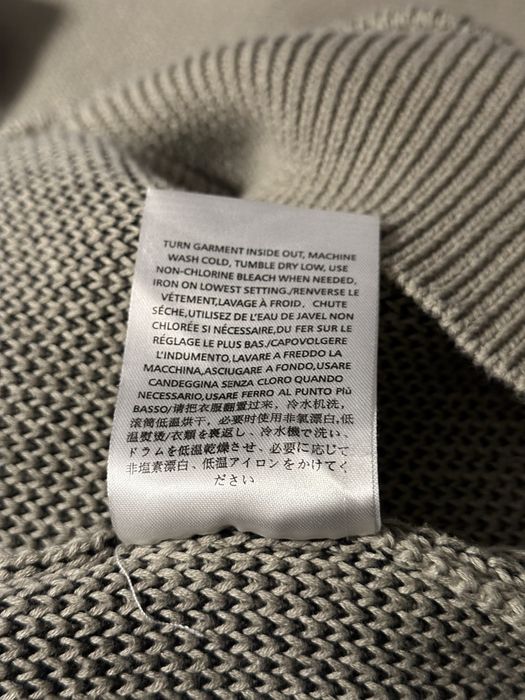 TURN GARMENT INSIDE OUT, MACHINE
WASH COLD, TUMBLE DRY LOW, USE
NON-CHLORINE BLEACH WHEN NEEDED,
IRON ON LOWEST SETTING./RENVERSE LE
VÉTEMENT,LAVAGE À FROID, CHUTE
SÉCHE,UTILISEZ DE L'EAU DE JAVEL NON
CHLORÉE SI NÉCESSAIRE,DU FER SUR LE
RÉGLAGE LE PLUS BAS./CAPOVOLGERE
L'INDUMENTO,LAVARE A FREDDO LA
MACCHINA,ASCIUGARE A FONDO,USARE
CANDEGGINA SENZA CLORO QUANDO
NECESSARIO,USARE FERRO AL PUNTO PIÙ
BASSO/请把衣服翻置过来，冷水机洗，
滚筒低温烘干，必要时使用非氯漂白,低
温熨烫/衣類を裏返し、冷水機で洗い、
ドラムを低温乾燥させ、必要に応じて
非塩素漂白、低温アイロンをかけてく
ださい